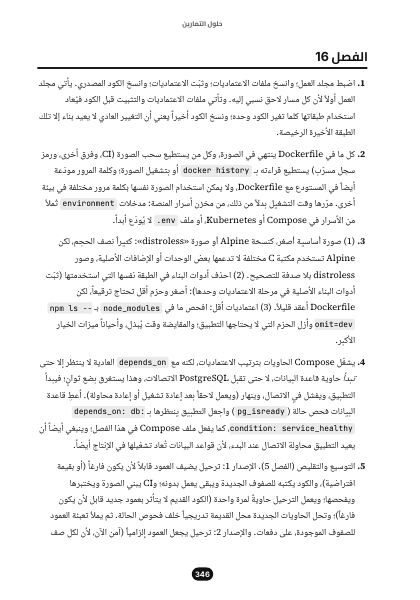 حلول التمارين
الفصل 16
1. اضبط مجلد العمل؛ وانسخ ملفات الاعتماديات؛ وثبّت الاعتماديات؛ وانسخ الكود المصدري. يأتي مجلد
العمل أولاً لأن كل مسار لاحق نسبي إليه. وتأتي ملفات الاعتماديات والتثبيت قبل الكود فيُعاد
استخدام طبقاتها كلما تغير الكود وحده؛ ونسخ الكود أخيراً يعني أن التغيير العادي لا يعيد بناء إلا تلك
الطبقة الأخيرة الرخيصة.
2. كل ما في Dockerfile ينتهي في الصورة، وكل من يستطيع سحب الصورة (CI، وفرق أخرى، ورمز
سجل مسرّب) يستطيع قراءته بـ docker history أو بتشغيل الصورة؛ وكلمة المرور مودَعة
أيضاً في المستودع مع Dockerfile، ولا يمكن استخدام الصورة نفسها بكلمة مرور مختلفة في بيئة
أخرى. مرّرها وقت التشغيل بدلاً من ذلك، من مخزن أسرار المنصة: مدخلات environment تُملأ
من الأسرار في Compose أو Kubernetes، أو ملف .env لا يُودَع أبداً.
3. (1) صورة أساسية أصغر، كنسخة Alpine أو صورة «distroless»: كثيراً نصف الحجم، لكن
Alpine تستخدم مكتبة C مختلفة لا تدعمها بعض الوحدات أو الإضافات الأصلية، وصور
distroless بلا صدفة للتصحيح. (2) احذف أدوات البناء في الطبقة نفسها التي استخدمتها (ثبّت
أدوات البناء الأصلية في مرحلة الاعتماديات وحدها): أصغر وحزم أقل تحتاج ترقيعاً، لكن
Dockerfile أعقد قليلاً. (3) اعتماديات أقل: افحص ما في node_modules بـ npm ls --
omit=dev وأزل الحزم التي لا يحتاجها التطبيق؛ والمقايضة وقت يُبذل، وأحياناً ميزات الخيار
الأكبر.
4. يشغّل Compose الحاويات بترتيب الاعتماديات، لكنه مع depends_on العادية لا ينتظر إلا حتى
تبدأ حاوية قاعدة البيانات، لا حتى تقبل PostgreSQL الاتصالات، وهذا يستغرق بضع ثوانٍ؛ فيبدأ
التطبيق، ويفشل في الاتصال، وينهار (ويعمل لاحقاً بعد إعادة تشغيل أو إعادة محاولة). أعطِ قاعدة
البيانات فحص حالة (pg_isready) واجعل التطبيق ينتظرها بـ depends_on: db:
condition: service_healthy، كما يفعل ملف Compose في هذا الفصل؛ وينبغي أيضاً أن
يعيد التطبيق محاولة الاتصال عند البدء، لأن قواعد البيانات تُعاد تشغيلها في الإنتاج أيضاً.
5. التوسيع والتقليص (الفصل 5). الإصدار 1: ترحيل يضيف العمود قابلاً لأن يكون فارغاً (أو بقيمة
افتراضية)، والكود يكتبه للصفوف الجديدة ويبقى يعمل بدونه؛ وCI يبني الصورة ويختبرها
ويفحصها؛ ويعمل الترحيل كحاوية لمرة واحدة (الكود القديم لا يتأثر بعمود جديد قابل لأن يكون
فارغاً)؛ وتحل الحاويات الجديدة محل القديمة تدريجياً خلف فحوص الحالة. ثم يملأ تعبئة العمود
للصفوف الموجودة، على دفعات. والإصدار 2: ترحيل يجعل العمود إلزامياً (آمن الآن، لأن لكل صف
346